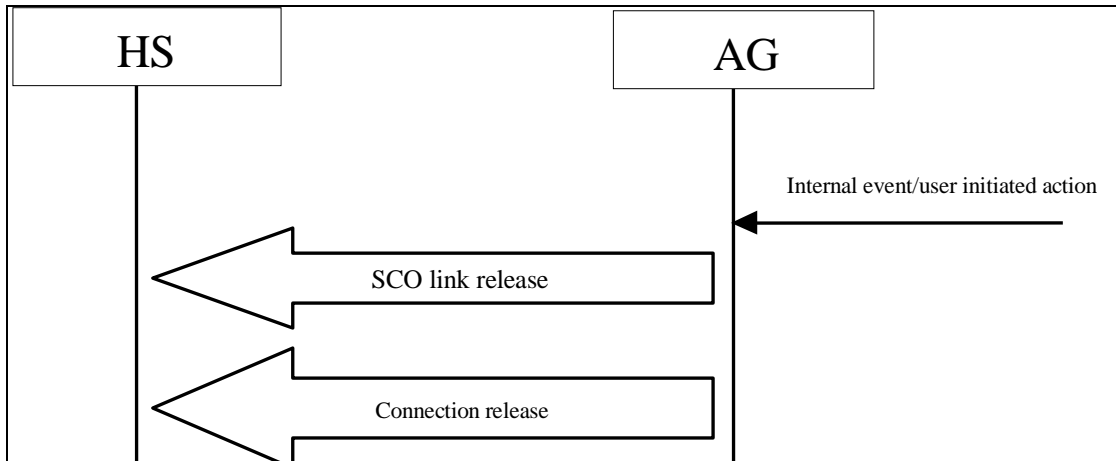 HS
AG
Internal event/user initiated action
SCO link release
Connection release